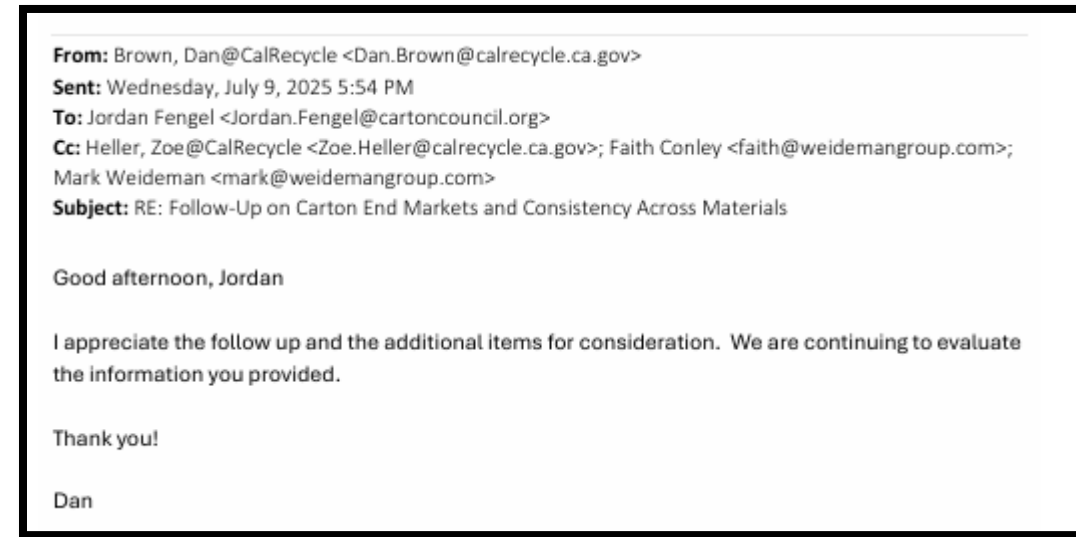 From: Brown, Dan@CalRecycle <Dan.Brown@calrecycle.ca.gov>
Sent: Wednesday, July 9, 2025 5:54 PM
To: Jordan Fengel <Jordan.Fengel@cartoncouncil.org>
Cc: Heller, Zoe@CalRecycle <Zoe.Heller@calrecycle.ca.gov>; Faith Conley <faith@weidemangroup.com>;
Mark Weideman <mark@weidemangroup.com>
Subject: RE: Follow-Up on Carton End Markets and Consistency Across Materials
Good afternoon, Jordan
I appreciate the follow up and the additional items for consideration.  We are continuing to evaluate
the information you provided.
Thank you!
Dan